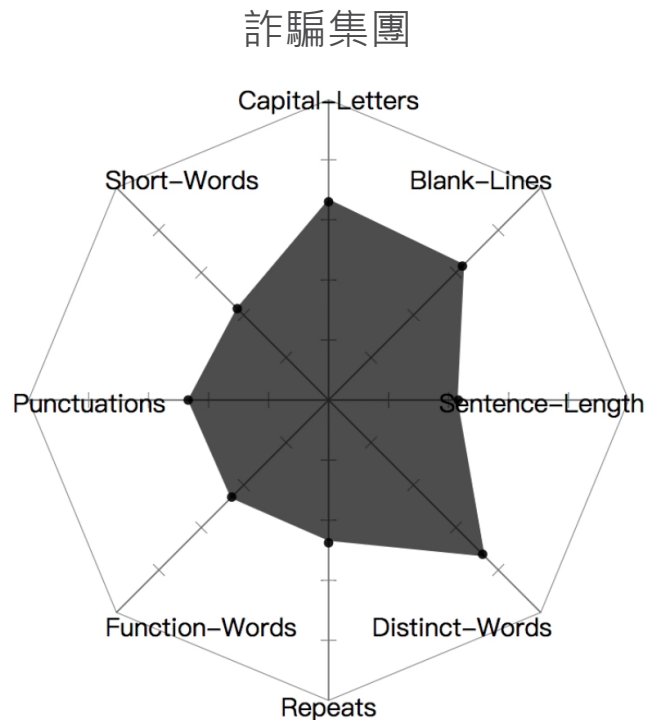 詐騙集團
Capital-Letters
Short-Words
Blank-Lines
Punctuations
Sentence-Length
Function-Words
Distinct-Words
Repeats